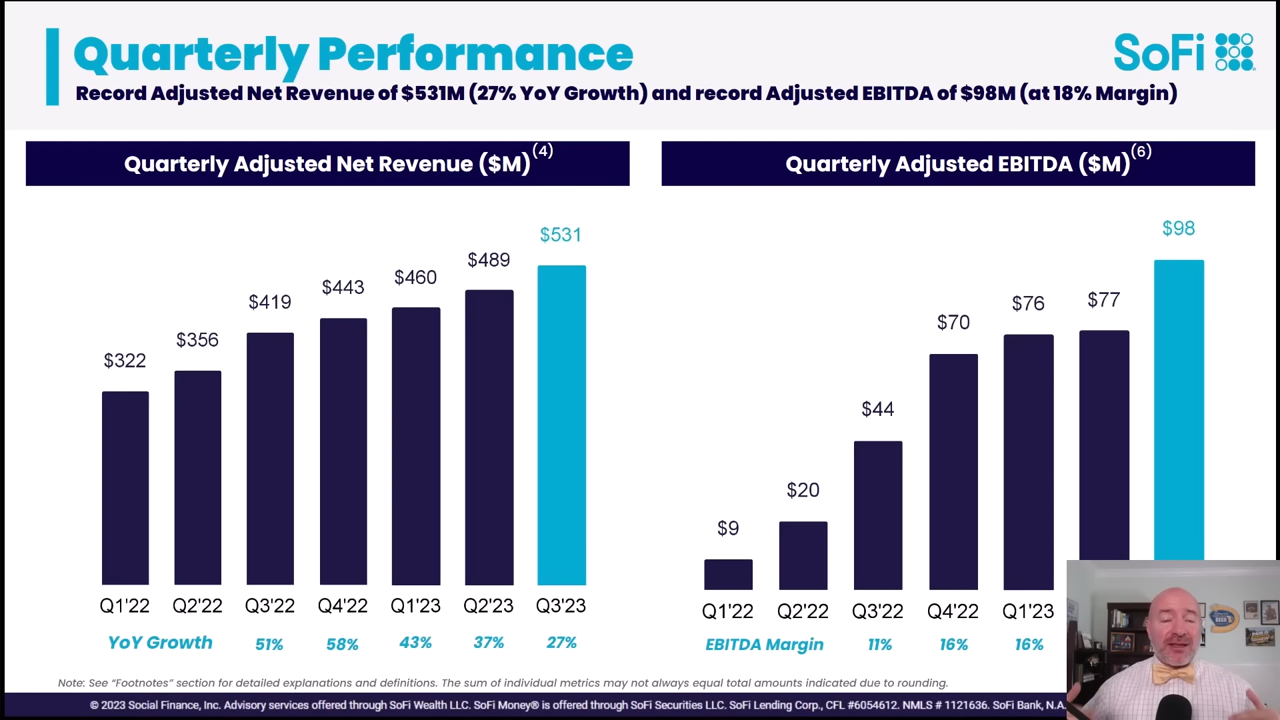 Quarterly Performance
SoFi
Record Adjusted Net Revenue of $531M (27% YoY Growth) and record Adjusted EBITDA of $98M (at 18% Margin)
Quarterly Adjusted Net Revenue ($M)(4)
$322
$356
$419
$443
$460
$489
$531
Q1'22
Q2'22
Q3'22
Q4'22
Q1'23
Q2'23
Q3'23
YoY Growth
51%
58%
43%
37%
27%
Quarterly Adjusted EBITDA ($M)(6)
$9
$20
$44
$70
$76
$77
$98
Q1'22
Q2'22
Q3'22
Q4'22
Q1'23
EBITDA Margin
11%
16%
16%
Note: See “Footnotes” section for detailed explanations and definitions. The sum of individual metrics may not always equal total amounts indicated due to rounding.
© 2023 Social Finance, Inc. Advisory services offered through SoFi Wealth LLC. SoFi Money® is offered through SoFi Securities LLC. SoFi Lending Corp., CFL #6054612. NMLS # 1121636. SoFi Bank, N.A.